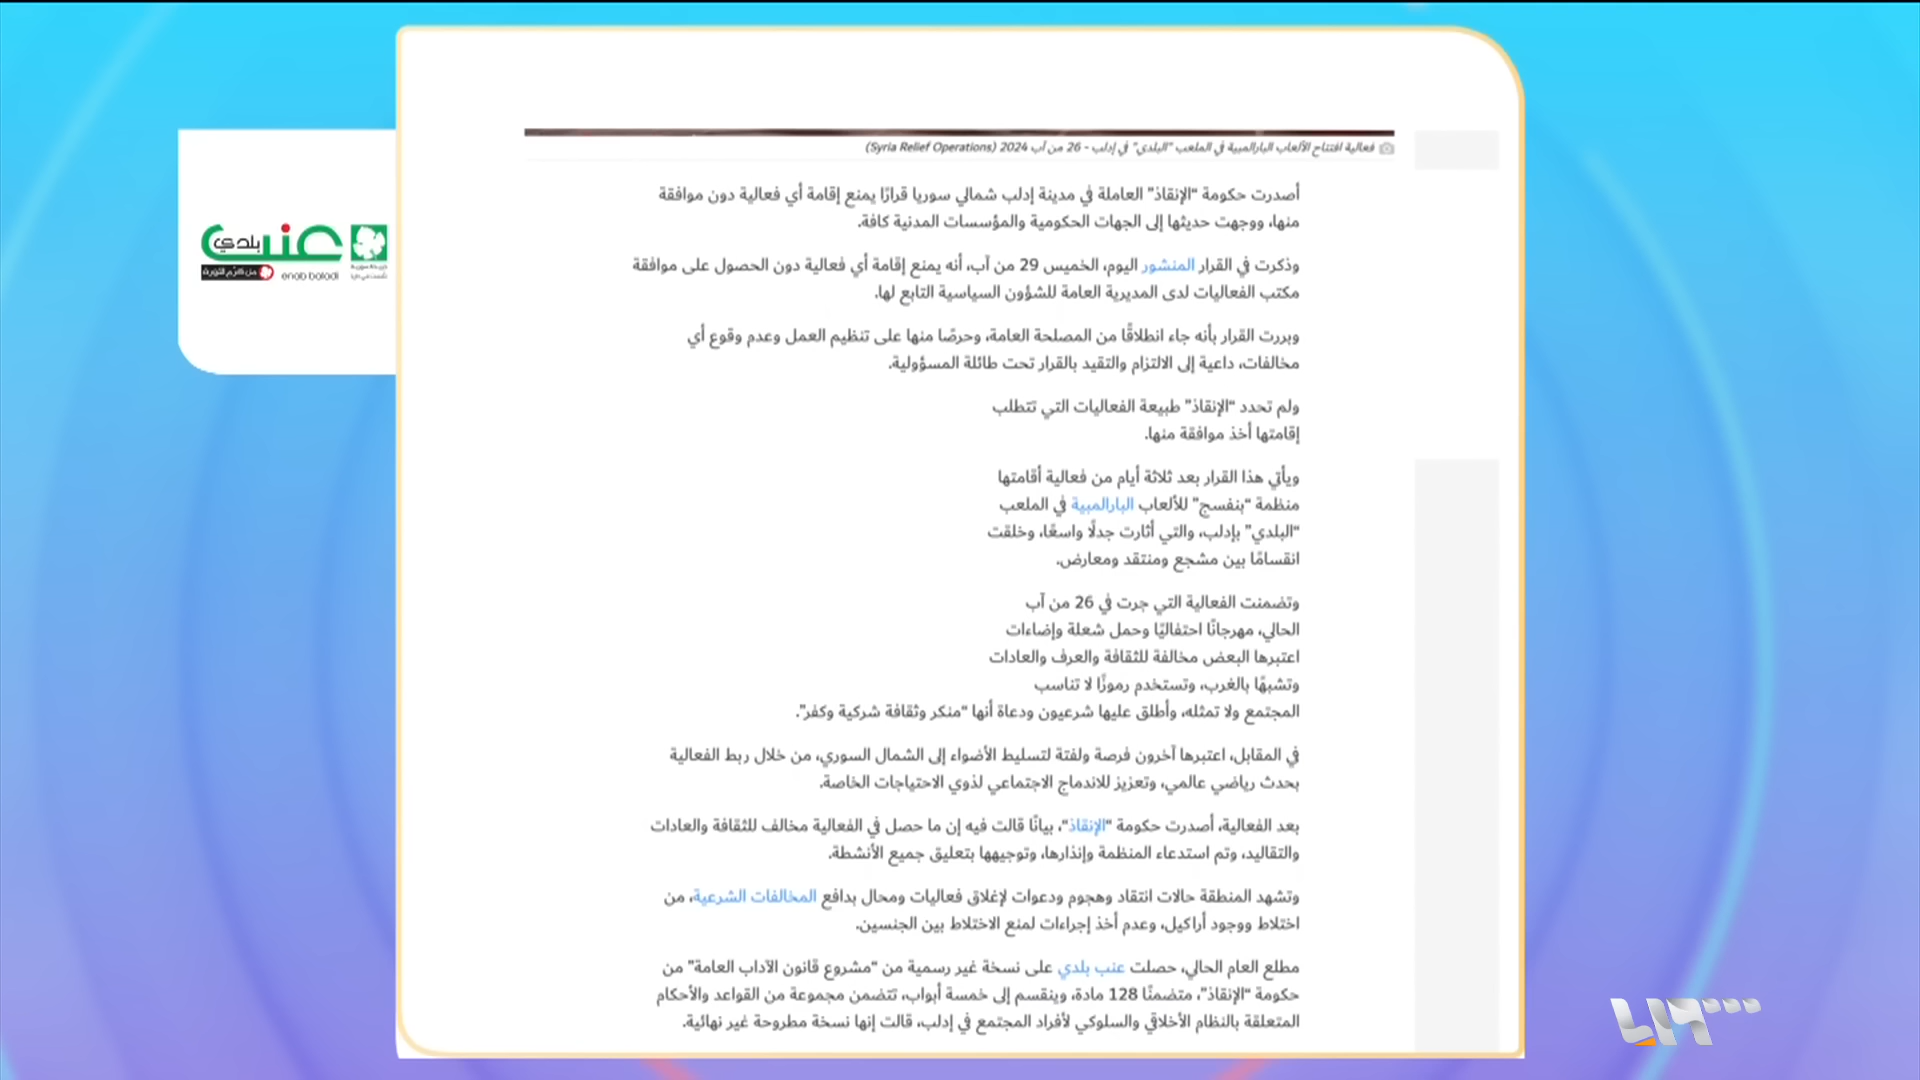 فعالية افتتاح الألعاب البارالمبية في الملعب "البلدي" في إدلب - 26 من آب 2024 (Syria Relief Operations)
أصدرت حكومة "الإنقاذ" العاملة في مدينة إدلب شمالي سوريا قرارًا يمنع إقامة أي فعالية دون موافقة
منها، ووجهت حديثها إلى الجهات الحكومية والمؤسسات المدنية كافة.
وذكرت في القرار المنشور اليوم، الخميس 29 من آب، أنه يمنع إقامة أي فعالية دون الحصول على موافقة
مكتب الفعاليات لدى المديرية العامة للشؤون السياسية التابع لها.
وبررت القرار بأنه جاء انطلاقًا من المصلحة العامة، وحرصًا منها على تنظيم العمل وعدم وقوع أي
مخالفات، داعية إلى الالتزام والتقيد بالقرار تحت طائلة المسؤولية.
ولم تحدد "الإنقاذ" طبيعة الفعاليات التي تتطلب
إقامتها أخذ موافقة منها.
ويأتي هذا القرار بعد ثلاثة أيام من فعالية أقامتها
منظمة "بنفسج" للألعاب البارالمبية في الملعب
"البلدي" بإدلب، والتي أثارت جدلًا واسعًا، وخلقت
انقسامًا بين مشجع ومنتقد ومعارض.
وتضمنت الفعالية التي جرت في 26 من آب
الحالي، مهرجانًا احتفاليًا وحمل شعلة وإضاءات
اعتبرها البعض مخالفة للثقافة والعرف والعادات
وتشبهًا بالغرب، وتستخدم رموزًا لا تناسب
المجتمع ولا تمثله، وأطلق عليها شرعيون ودعاة أنها "منكر وثقافة شركية وكفر".
في المقابل، اعتبرها آخرون فرصة ولفتة لتسليط الأضواء إلى الشمال السوري، من خلال ربط الفعالية
بحدث رياضي عالمي، وتعزيز للاندماج الاجتماعي لذوي الاحتياجات الخاصة.
بعد الفعالية، أصدرت حكومة "الإنقاذ"، بيانًا قالت فيه إن ما حصل في الفعالية مخالف للثقافة والعادات
والتقاليد، وتم استدعاء المنظمة وإنذارها، وتوجيهها بتعليق جميع الأنشطة.
وتشهد المنطقة حالات انتقاد وهجوم ودعوات لإغلاق فعاليات ومحال بدافع المخالفات الشرعية، من
اختلاط ووجود أراكيل، وعدم أخذ إجراءات لمنع الاختلاط بين الجنسين.
مطلع العام الحالي، حصلت عنب بلدي على نسخة غير رسمية من "مشروع قانون الآداب العامة" من
حكومة "الإنقاذ"، متضمنًا 128 مادة، وينقسم إلى خمسة أبواب، تتضمن مجموعة من القواعد والأحكام
المتعلقة بالنظام الأخلاقي والسلوكي لأفراد المجتمع في إدلب، قالت إنها نسخة مطروحة غير نهائية.
عنب بلدي
enab baladi
من كرم الثورة